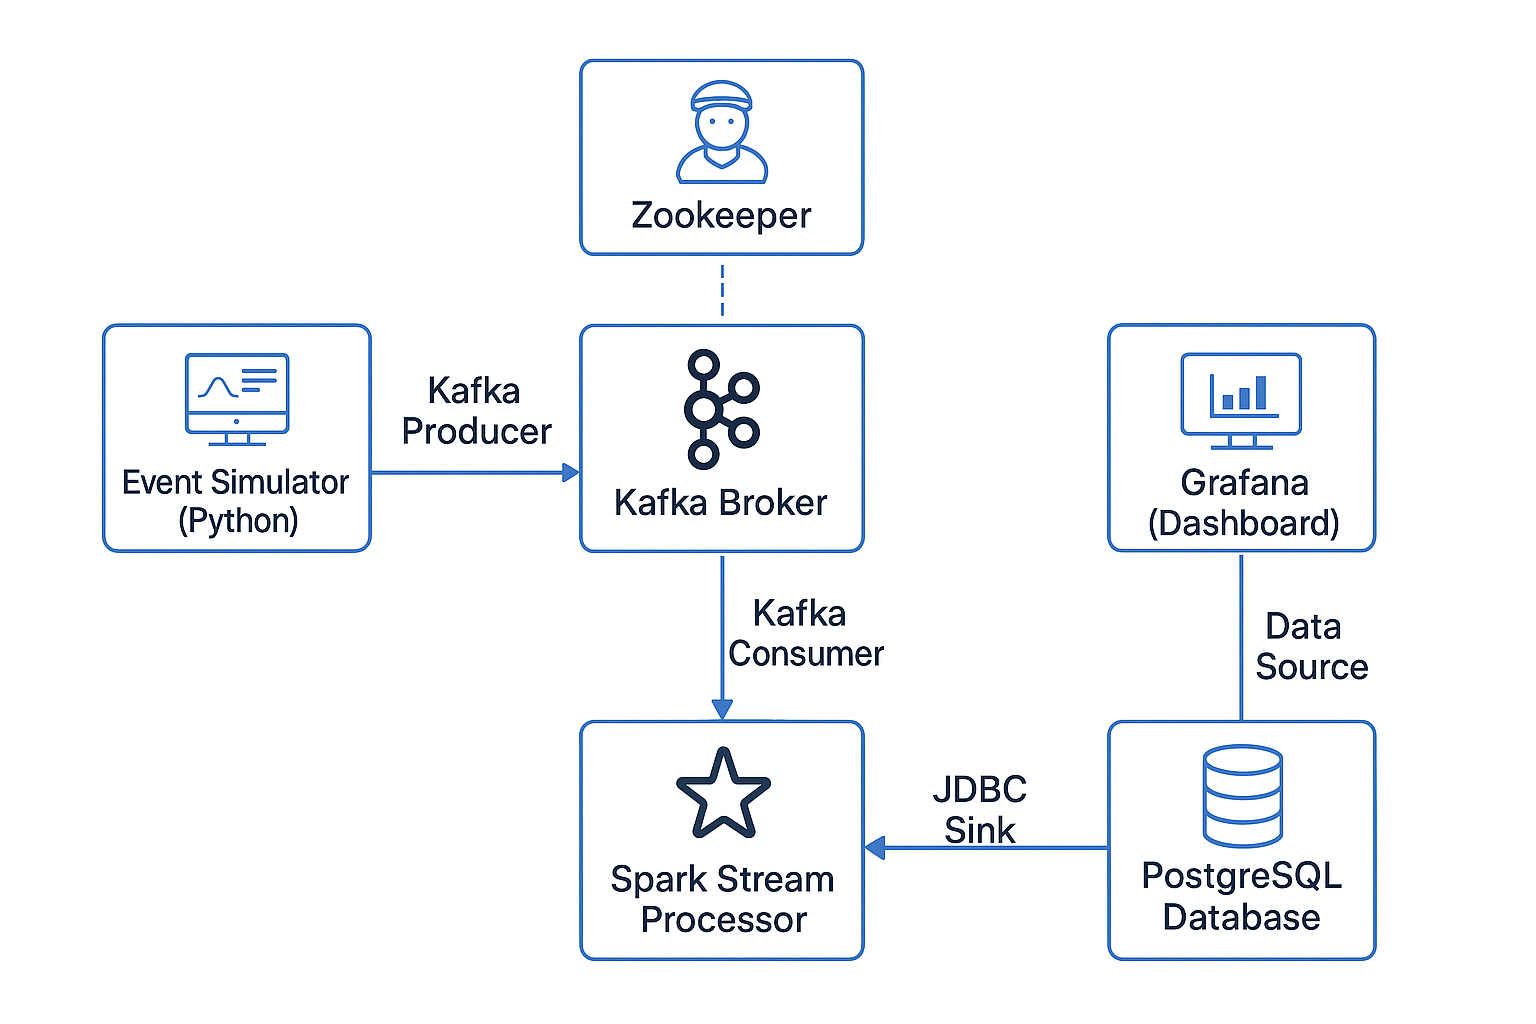 Zookeeper
Event Simulator
(Python)
Kafka
Producer
Kafka Broker
Grafana
(Dashboard)
Kafka
Consumer
Data
Source
Spark Stream
Processor
JDBC
Sink
PostgreSQL
Database